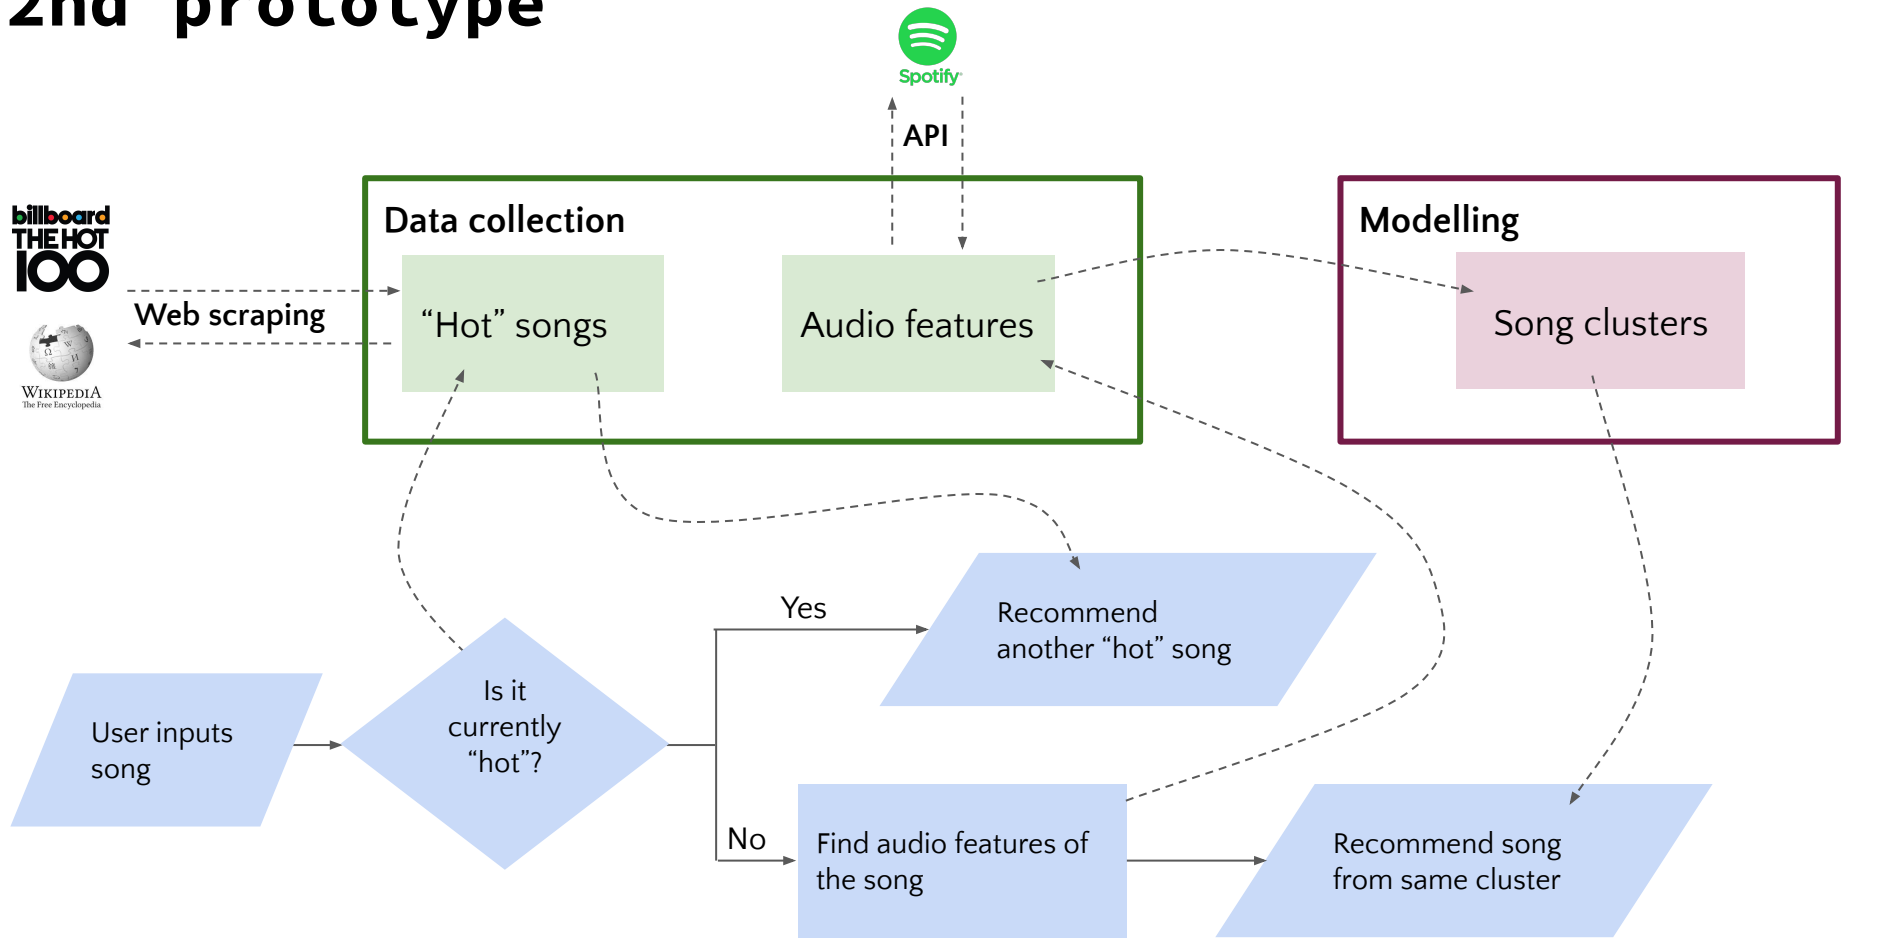 2nd prototype
Spotify
API
billboard
THE HOT
100
Data collection
Modelling
Web scraping
“Hot” songs
Audio features
Song clusters
WIKIPEDIA
The Free Encyclopedia
Yes
Recommend
another “hot” song
Is it
currently
“hot”?
User inputs
song
No
Find audio features of
the song
Recommend song
from same cluster